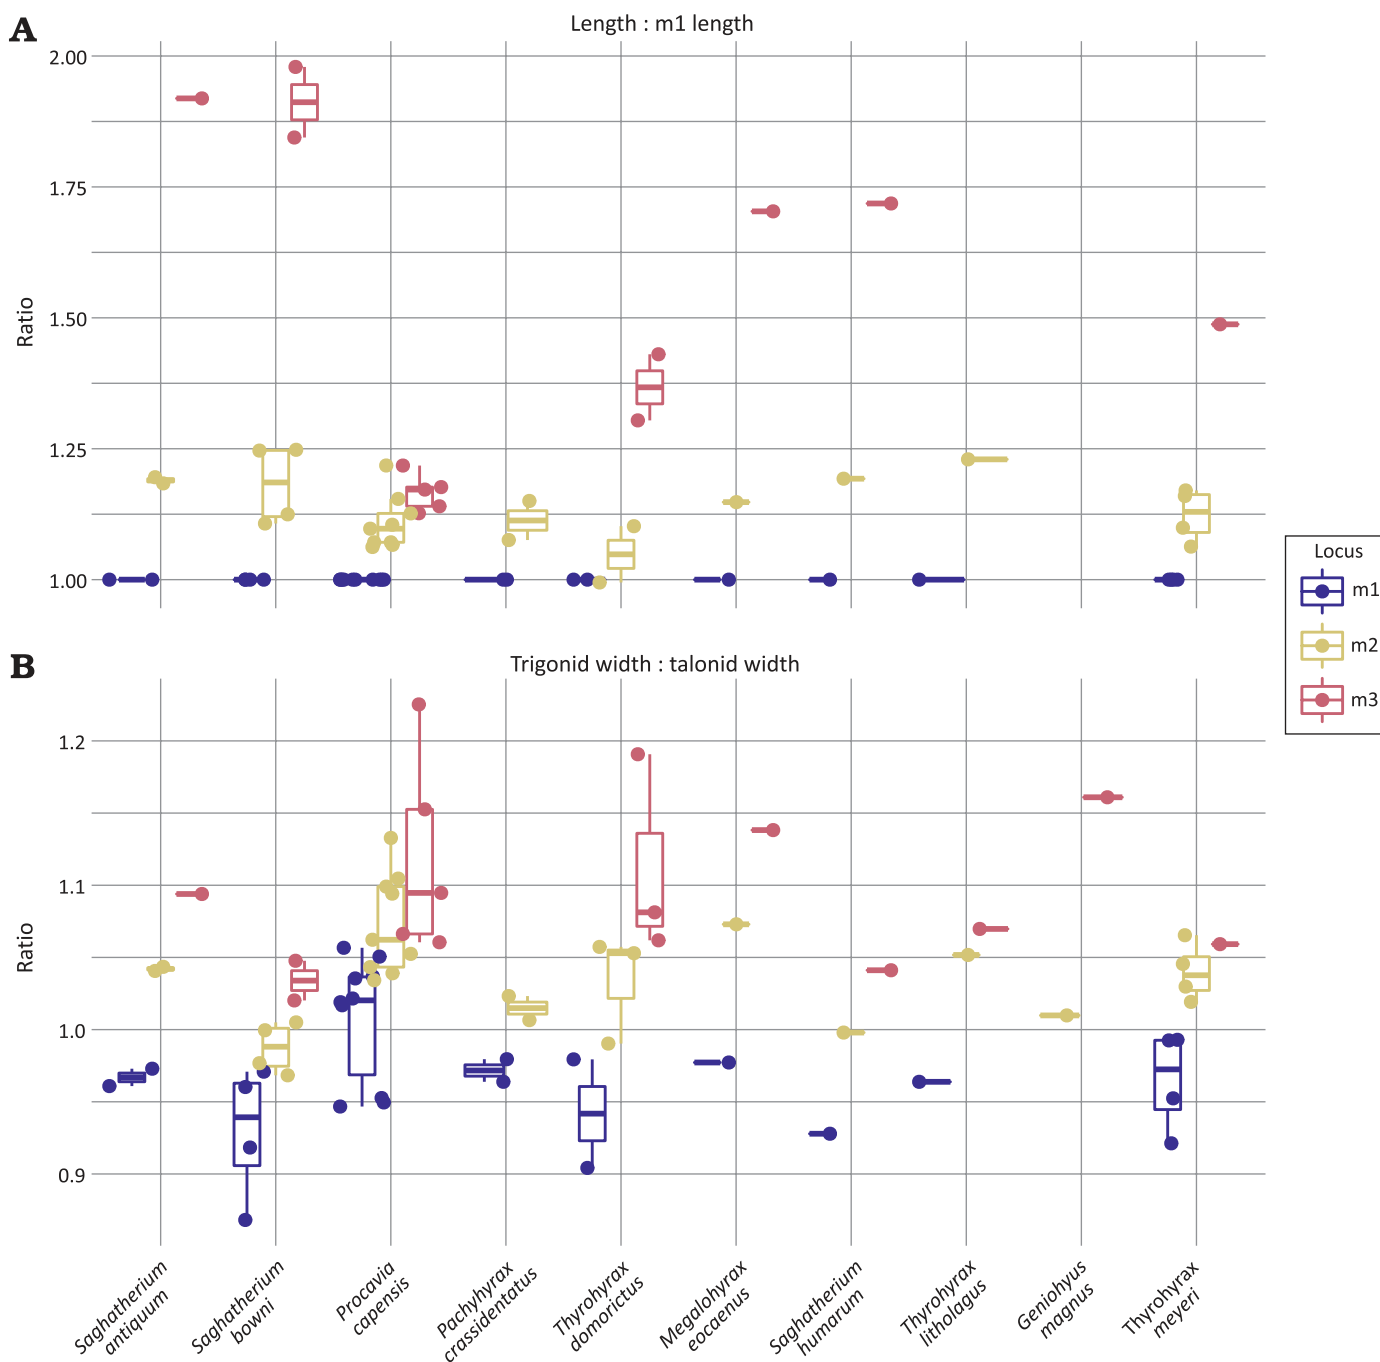 A
Length : m1 length
2.00
1.75
1.50
1.25
1.00
Ratio
Locus
m1
m2
m3
B
Trigonid width : talonid width
1.2
1.1
1.0
0.9
Ratio
Saghatherium
antiquum
Saghatherium
bowni
Procavia
capensis
Pachyhyrax
crassidentatus
Thyrohyrax
domorictus
Megalohyrax
eocaenus
Saghatherium
humarum
Thyrohyrax
litholagus
Geniohyus
magnus
Thyrohyrax
meyeri